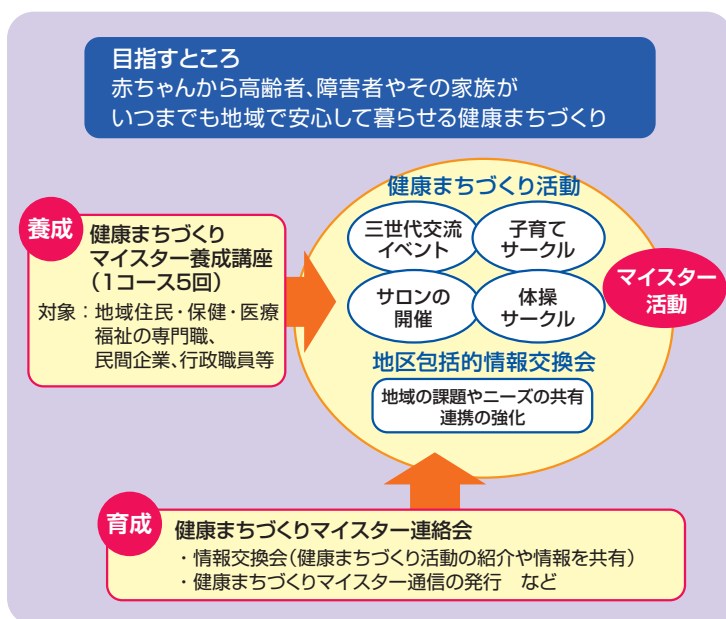 目指すところ
赤ちゃんから高齢者、障害者やその家族が
いつまでも地域で安心して暮らせる健康まちづくり
養成
健康まちづくり
マイスター養成講座
(1コース5回)
対象:地域住民・保健・医療
福祉の専門職、
民間企業、行政職員等
健康まちづくり活動
三世代交流
イベント
子育て
サークル
サロンの
開催
体操
サークル
マイスター
活動
地区包括的情報交換会
地域の課題やニーズの共有
連携の強化
育成
健康まちづくりマイスター連絡会
・情報交換会(健康まちづくり活動の紹介や情報を共有)
・健康まちづくりマイスター通信の発行 など